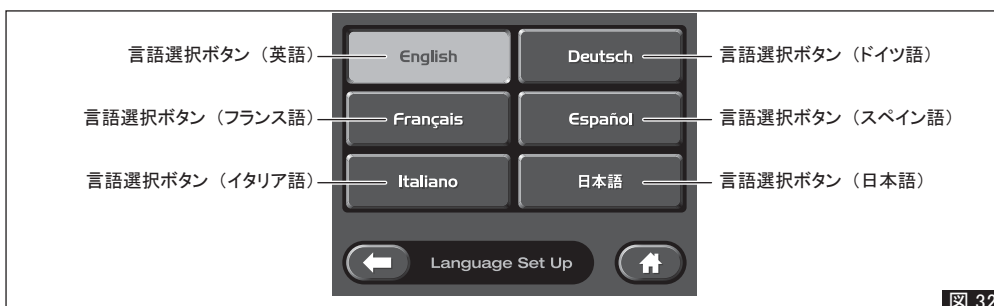 言語選択ボタン（英語） English Deutsch 言語選択ボタン（ドイツ語）
言語選択ボタン（フランス語） Français Español 言語選択ボタン（スペイン語）
言語選択ボタン（イタリア語） Italiano 日本語 言語選択ボタン（日本語）
Language Set Up
図 32